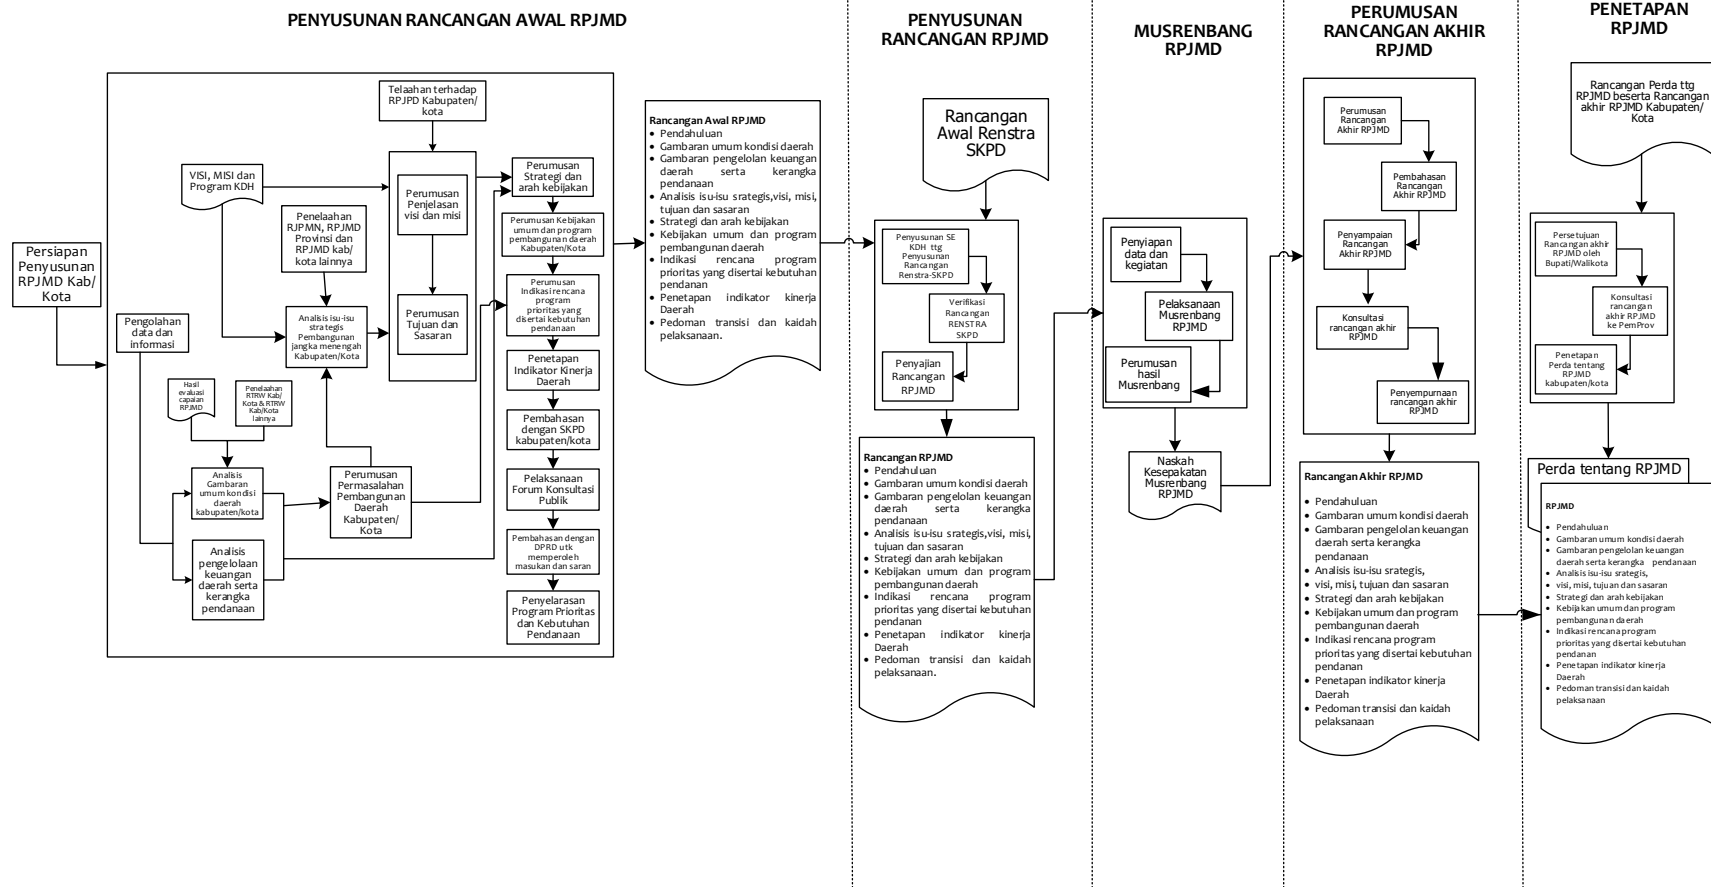 PENYUSUNAN RANCANGAN AWAL RPJMD
Persiapan
Penyusunan
RPJMD Kab/
Kota
Telaahan terhadap
RPJPD Kabupaten/
kota
VISI, MISI dan
Program KDH
Penelaahan
RJPMN, RPJMD
Provinsi dan
RPJMD kab/
kota lainnya
Perumusan
Penjelasan
visi dan misi
Perumusan
Tujuan dan
Sasaran
Pengolahan
data dan
informasi
Analisis isu-isu
strategis
Pembangunan
jangka menengah
Kabupaten/Kota
Hasil
evaluasi
capaian
RPJMD
Penelaahan
RTRW Kab/
Kota & RTRW
Kab/Kota
lainnya
Analisis
Gambaran
umum kondisi
daerah
kabupaten/kota
Perumusan
Permasalahan
Pembangunan
Daerah
Kabupaten/
Kota
Analisis
pengelolaan
keuangan
daerah serta
kerangka
pendanaan
Perumusan
Strategi dan
arah kebijakan
Perumusan Kebijakan
umum dan program
pembangunan daerah
Kabupaten/Kota
Perumusan
Indikasi rencana
program
prioritas yang
disertai kebutuhan
pendanaan
Penetapan
Indikator Kinerja
Daerah
Pembahasan
dengan SKPD
kabupaten/kota
Pelaksanaan
Forum Konsultasi
Publik
Pembahasan dengan
DPRD utk
memperoleh
masukan dan saran
Penyelarasan
Program Prioritas
dan Kebutuhan
Pendanaan
Rancangan Awal RPJMD
• Pendahuluan
• Gambaran umum kondisi daerah
• Gambaran pengelolan keuangan
daerah serta kerangka
pendanaan
• Analisis isu-isu srategis,visi, misi,
tujuan dan sasaran
• Strategi dan arah kebijakan
• Kebijakan umum dan program
pembangunan daerah
• Indikasi rencana program
prioritas yang disertai kebutuhan
pendanan
• Penetapan indikator kinerja
Daerah
• Pedoman transisi dan kaidah
pelaksanaan.
PENYUSUNAN
RANCANGAN RPJMD
Rancangan
Awal Renstra
SKPD
Penyusunan SE
KDH ttg
Penyusunan
Rancangan
Renstra-SKPD
Verifikasi
Rancangan
RENSTRA
SKPD
Penyajian
Rancangan
RPJMD
Rancangan RPJMD
• Pendahuluan
• Gambaran umum kondisi daerah
• Gambaran pengelolan keuangan
daerah serta kerangka
pendanaan
• Analisis isu-isu srategis,visi, misi,
tujuan dan sasaran
• Strategi dan arah kebijakan
• Kebijakan umum dan program
pembangunan daerah
• Indikasi rencana program
prioritas yang disertai kebutuhan
pendanan
• Penetapan indikator kinerja
Daerah
• Pedoman transisi dan kaidah
pelaksanaan.
MUSRENBANG
RPJMD
Penyiapan
data dan
kegiatan
Pelaksanaan
Musrenbang
RPJMD
Perumusan
hasil
Musrenbang
Naskah
Kesepakatan
Musrenbang
RPJMD
PERUMUSAN
RANCANGAN AKHIR
RPJMD
Perumusan
Rancangan
Akhir RPJMD
Pembahasan
Rancangan
Akhir RPJMD
Penyampaian
Rancangan
Akhir RPJMD
Konsultasi
rancangan akhir
RPJMD
Penyempurnaan
rancangan akhir
RPJMD
Rancangan Akhir RPJMD
• Pendahuluan
• Gambaran umum kondisi daerah
• Gambaran pengelolan keuangan
daerah serta kerangka
pendanaan
• Analisis isu-isu srategis,
• visi, misi, tujuan dan sasaran
• Strategi dan arah kebijakan
• Kebijakan umum dan program
pembangunan daerah
• Indikasi rencana program
prioritas yang disertai kebutuhan
pendanan
• Penetapan indikator kinerja
Daerah
• Pedoman transisi dan kaidah
pelaksanaan
PENETAPAN
RPJMD
Rancangan Perda ttg
RPJMD beserta Rancangan
akhir RPJMD Kabupaten/
Kota
Persetujuan
Rancangan akhir
RPJMD oleh
Bupati/Walikota
Konsultasi
rancangan
akhir RPJMD
ke PemProv
Penetapan
Perda tentang
RPJMD
kabupaten/kota
Perda tentang RPJMD
RPJMD
• Pendahuluan
• Gambaran umum kondisi daerah
• Gambaran pengelolan keuangan
daerah serta kerangka pendanaan
• Analisis isu-isu srategis,
• visi, misi, tujuan dan sasaran
• Strategi dan arah kebijakan
• Kebijakan umum dan program
pembangunan daerah
• Indikasi rencana program
prioritas yang disertai kebutuhan
pendanan
• Penetapan indikator kinerja
Daerah
• Pedoman transisi dan kaidah
pelaksanaan